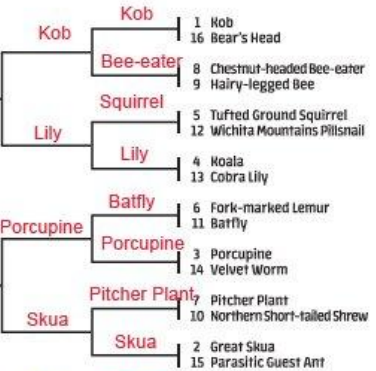 Kob
1 Kob
Kob
16 Bear's Head
Bee-eater
8 Chestnut-headed Bee-eater
9 Hairy-legged Bee
Squirrel
5 Tufted Ground Squirrel
12 Wichita Mountains Pillsnail
Lily
Lily
4 Koala
13 Cobra Lily
Batfly
6 Fork-marked Lemur
11 Batfly
Porcupine
Porcupine
3 Porcupine
14 Velvet Worm
Pitcher Plant
7 Pitcher Plant
10 Northern Short-tailed Shrew
Skua
Skua
2 Great Skua
15 Parasitic Guest Ant